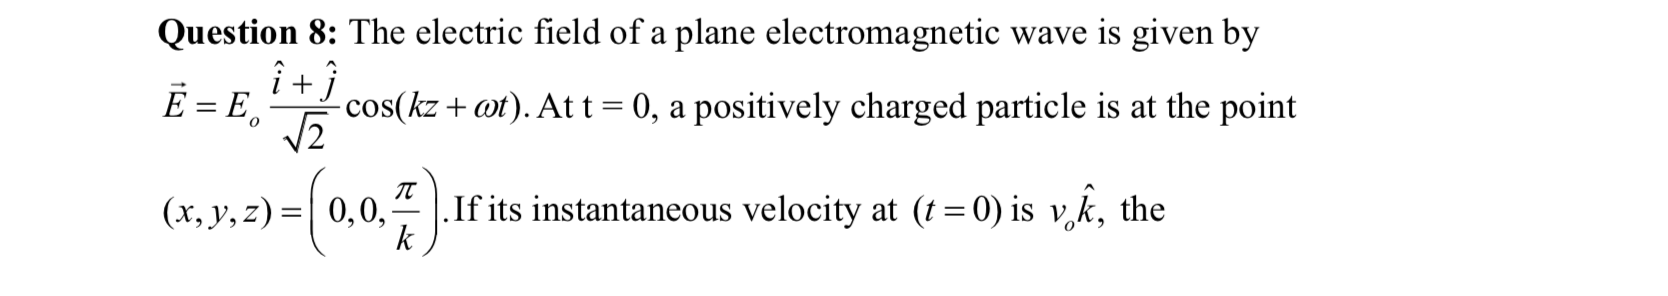 Question 8: The electric field of a plane electromagnetic wave is given by
$\vec{E} = E_o \frac{\hat{i} + \hat{j}}{\sqrt{2}} \cos(kz + \omega t)$. At t = 0, a positively charged particle is at the point
$(x, y, z) = \left(0, 0, \frac{\pi}{k}\right)$.If its instantaneous velocity at $(t = 0)$ is $v_o \hat{k}$, the